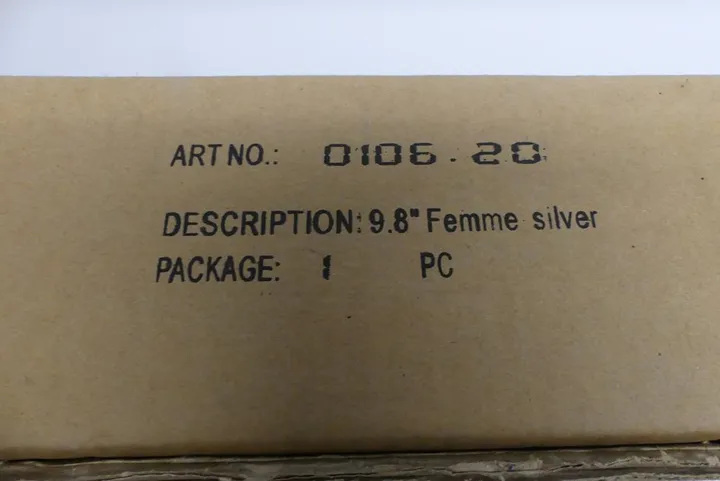 ART NO.: 0106.20
DESCRIPTION: 9.8" Femme silver
PACKAGE: 1 PC